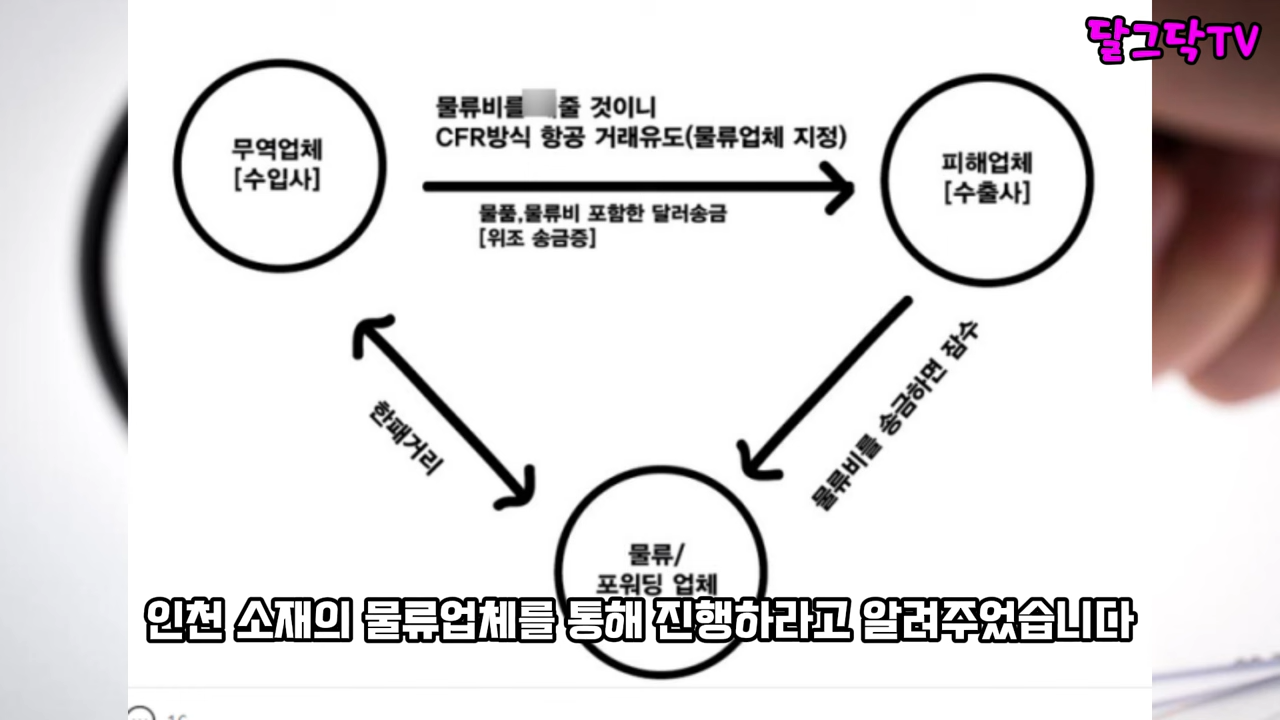 달그닥TV
무역업체
[수입사]
물류비를 줄 것이니
CFR방식 항공 거래유도(물류업체 지정)
물품,물류비 포함한 달러송금
[위조 송금증]
피해업체
[수출사]
한패거리
물류비를 송금하면 잠수
물류/
포워딩 업체
인천 소재의 물류업체를 통해 진행하라고 알려주었습니다